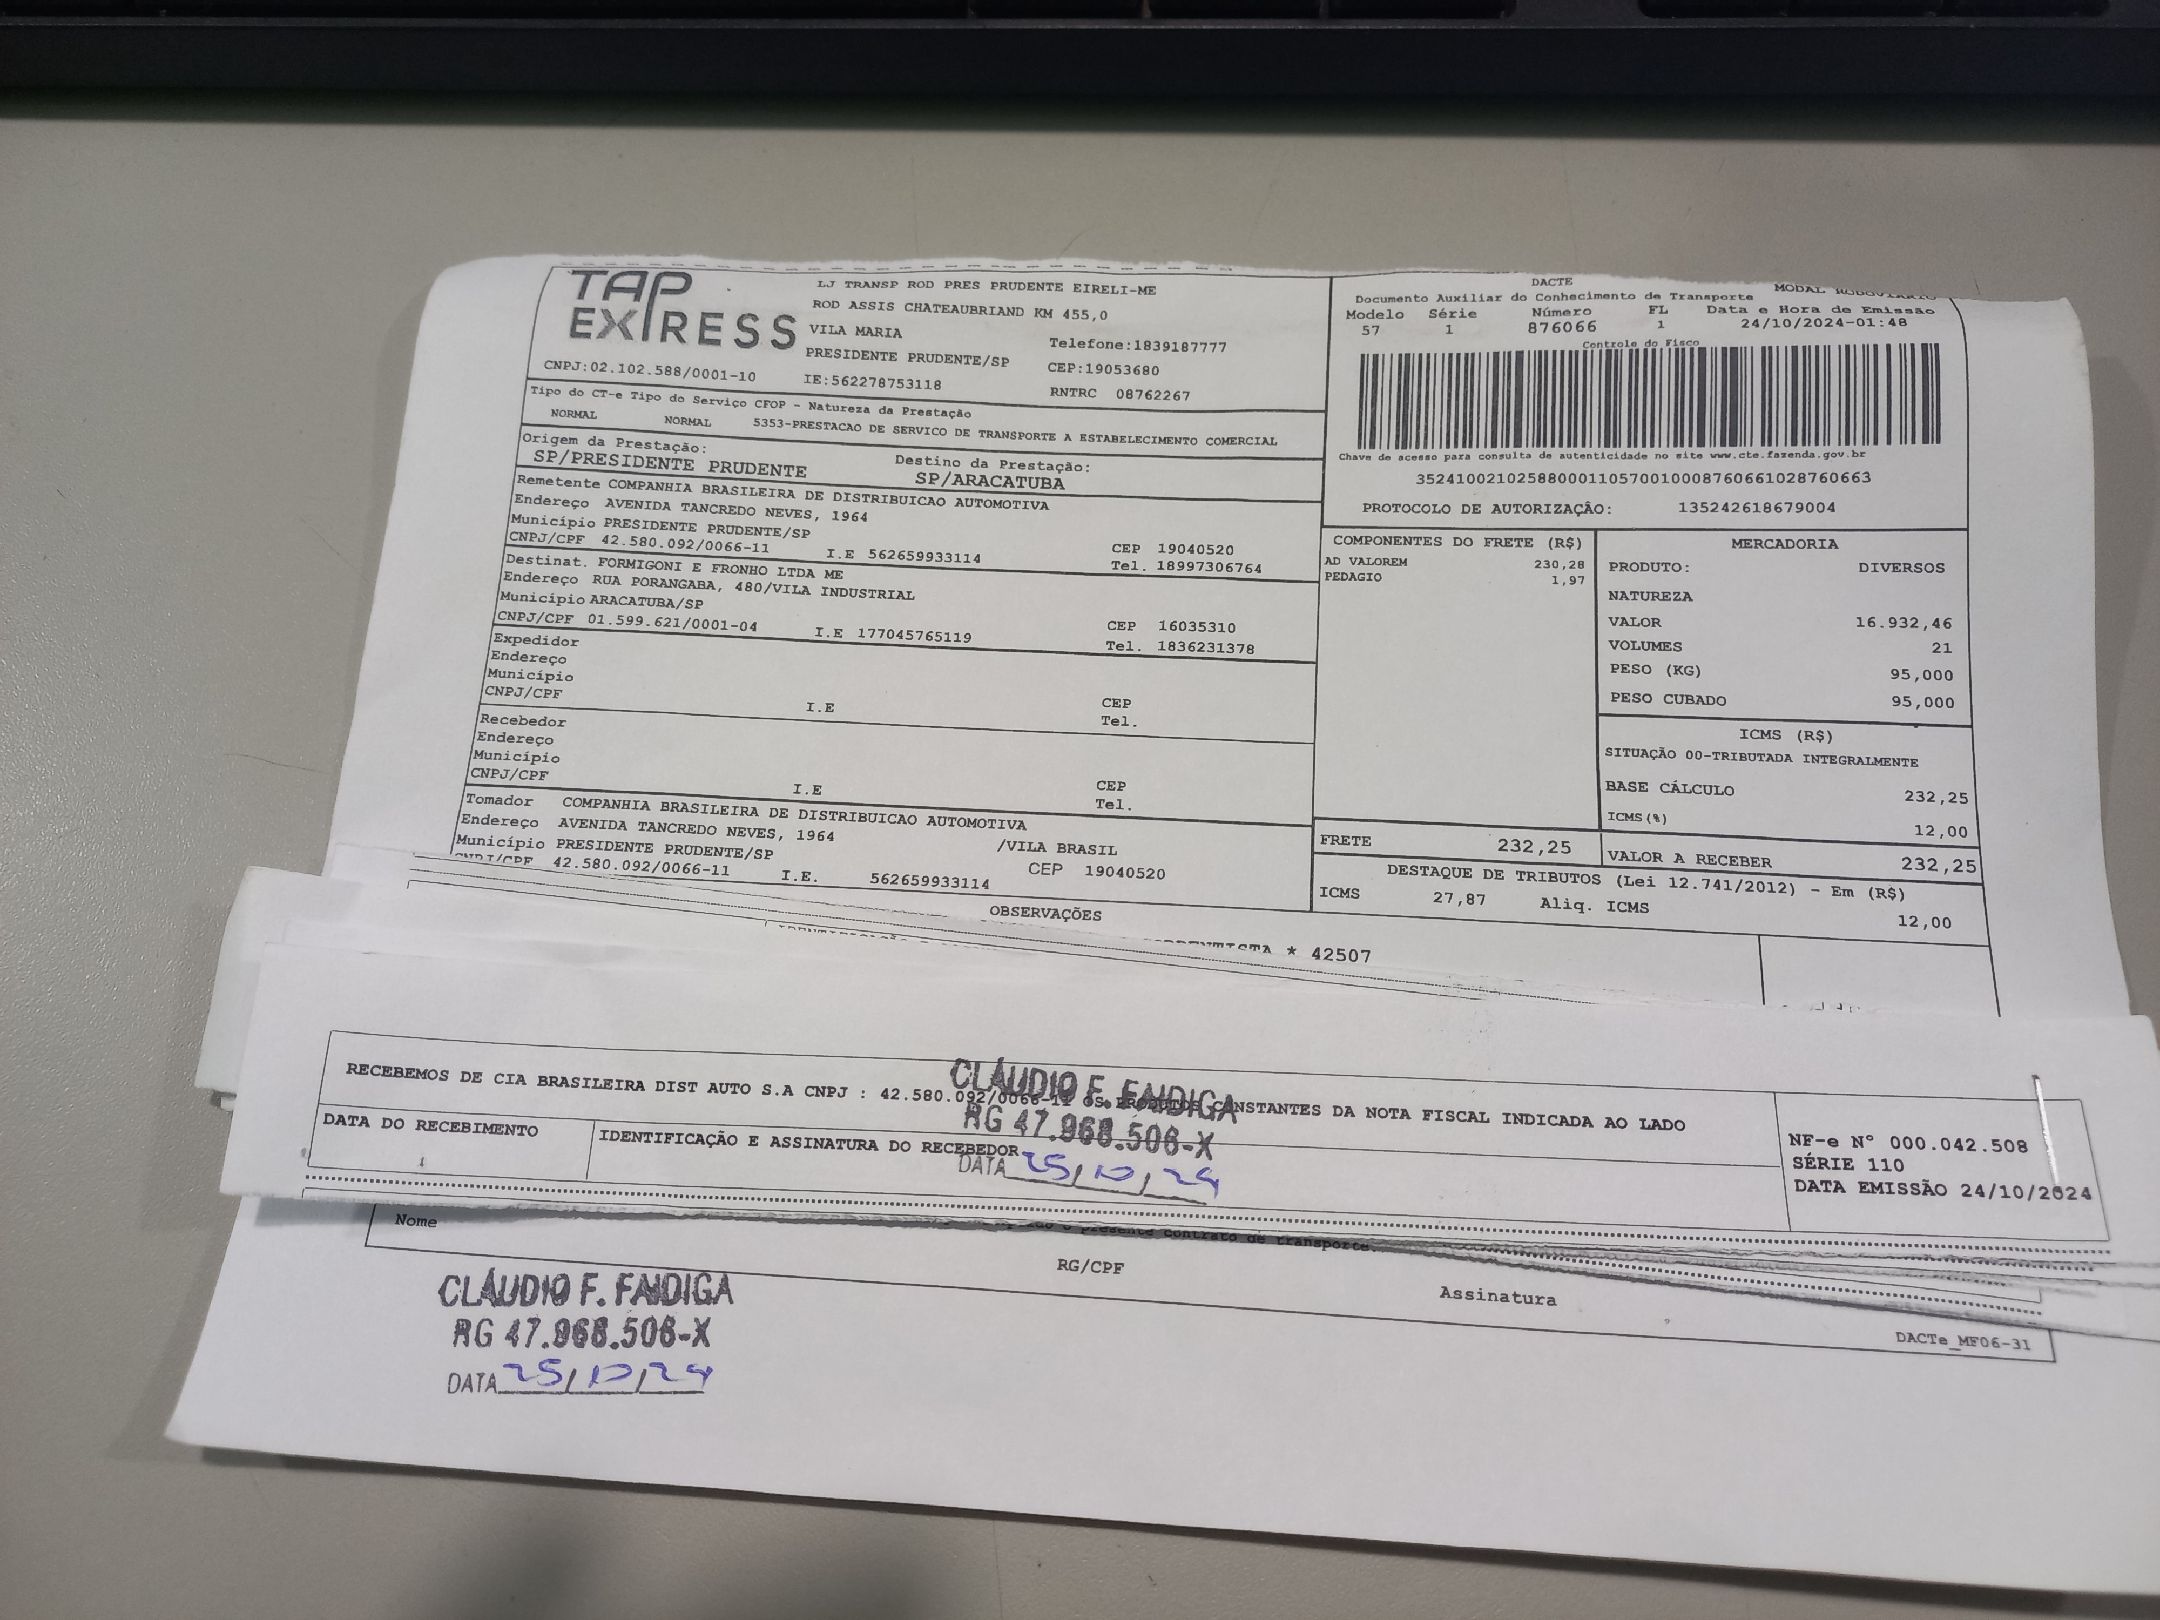 TAP EXPRESS
LJ TRANSP ROD PRES PRUDENTE EIRELI-ME
ROD ASSIS CHATEAUBRIAND KM 455,0
VILA MARIA
Telefone:1839187777
PRESIDENTE PRUDENTE/SP
CEP:19053680
CNPJ:02.102.588/0001-10
IE:562278753118
RNTRC 08762267
Tipo do CT-e Tipo do Serviço CFOP - Natureza da Prestação
NORMAL NORMAL 5353-PRESTACAO DE SERVICO DE TRANSPORTE A ESTABELECIMENTO COMERCIAL
Origem da Prestação:
SP/PRESIDENTE PRUDENTE
Destino da Prestação:
SP/ARACATUBA
Remetente COMPANHIA BRASILEIRA DE DISTRIBUICAO AUTOMOTIVA
Endereço AVENIDA TANCREDO NEVES, 1964
Município PRESIDENTE PRUDENTE/SP
CEP 19040520
CNPJ/CPF 42.580.092/0066-11 I.E 562659933114 Tel. 18997306764
Destinat. FORMIGONI E FRONHO LTDA ME
Endereço RUA PORANGABA, 480/VILA INDUSTRIAL
Município ARACATUBA/SP
CEP 16035310
CNPJ/CPF 01.599.621/0001-04 I.E 177045765119 Tel. 1836231378
Expedidor
Endereço
Município
CEP
CNPJ/CPF I.E Tel.
Recebedor
Endereço
Município
CEP
CNPJ/CPF I.E Tel.
Tomador COMPANHIA BRASILEIRA DE DISTRIBUICAO AUTOMOTIVA
Endereço AVENIDA TANCREDO NEVES, 1964 /VILA BRASIL
Município PRESIDENTE PRUDENTE/SP CEP 19040520
CNPJ/CPF 42.580.092/0066-11 I.E. 562659933114
OBSERVAÇÕES
* 42507
DACTE
MODAL RODOVIARIO
Documento Auxiliar do Conhecimento de Transporte
Modelo Série Número FL Data e Hora de Emissão
57 1 876066 1 24/10/2024-01:48
Controle do Fisco
Chave de acesso para consulta de autenticidade no site www.cte.fazenda.gov.br
35241002102588000110570010008760661028760663
PROTOCOLO DE AUTORIZAÇÃO: 135242618679004
COMPONENTES DO FRETE (R$)
AD VALOREM 230,28
PEDAGIO 1,97
MERCADORIA
PRODUTO: DIVERSOS
NATUREZA
VALOR 16.932,46
VOLUMES 21
PESO (KG) 95,000
PESO CUBADO 95,000
ICMS (R$)
SITUAÇÃO 00-TRIBUTADA INTEGRALMENTE
BASE CÁLCULO 232,25
ICMS(%) 12,00
FRETE 232,25
VALOR A RECEBER 232,25
DESTAQUE DE TRIBUTOS (Lei 12.741/2012) - Em (R$)
ICMS 27,87 Aliq. ICMS 12,00
RECEBEMOS DE CIA BRASILEIRA DIST AUTO S.A CNPJ : 42.580.092/0066-11 OS PRODUTOS CONSTANTES DA NOTA FISCAL INDICADA AO LADO
DATA DO RECEBIMENTO
IDENTIFICAÇÃO E ASSINATURA DO RECEBEDOR
CLÁUDIO F. FAIDIGA
RG 47.968.506-X
DATA 25/10/24
NF-e N° 000.042.508
SÉRIE 110
DATA EMISSÃO 24/10/2024
o presente contrato de transporte
Nome
RG/CPF
Assinatura
CLÁUDIO F. FAIDIGA
RG 47.968.506-X
DATA 25/10/24
DACTe_MF06-31